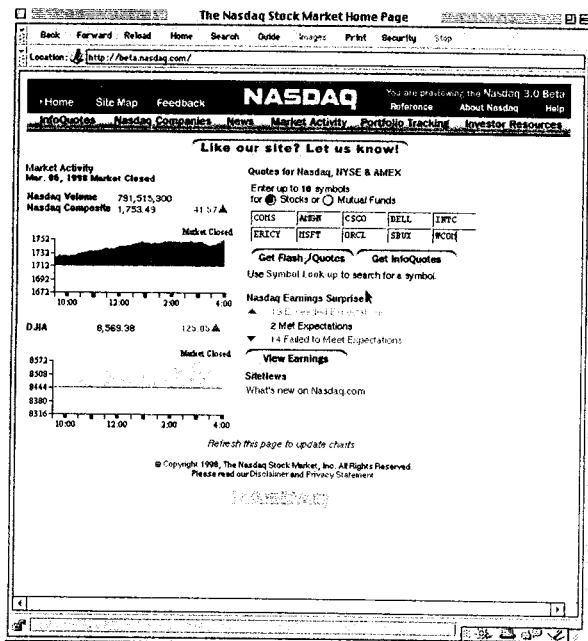 The Nasdaq Stock Market Home Page
Back Forward Reload Home Search Guide Images Print Security Stop
Location: http://beta.nasdaq.com/
You are previewing the Nasdaq 3.0 Beta
Home Site Map Feedback NASDAQ Reference About Nasdaq Help
InfoQuotes Nasdaq Companies News Market Activity Portfolio Tracking Investor Resources
Like our site? Let us know!
Market Activity
Mar. 06, 1998 Market Closed
Nasdaq Volume 791,515,300
Nasdaq Composite 1,753.49 41.57▲
Market Closed
1752
1732
1712
1692
1672
10:00 12:00 2:00 4:00
DJIA 8,569.38 125.05▲
Market Closed
8572
8508
8444
8380
8316
10:00 12:00 2:00 4:00
Quotes for Nasdaq, NYSE & AMEX
Enter up to 10 symbols
for Stocks or Mutual Funds
COMS AMGN CSCO DELL INTC
ERICY MSFT ORCL SBUX WCOM
Get Flash Quotes Get InfoQuotes
Use Symbol Look-up to search for a symbol.
Nasdaq Earnings Surprise
▲ 13 Exceeded Expectations
2 Met Expectations
▼ 14 Failed to Meet Expectations
View Earnings
SiteNews
What's new on Nasdaq.com
Refresh this page to update charts
© Copyright 1998, The Nasdaq Stock Market, Inc. All Rights Reserved.
Please read our Disclaimer and Privacy Statement